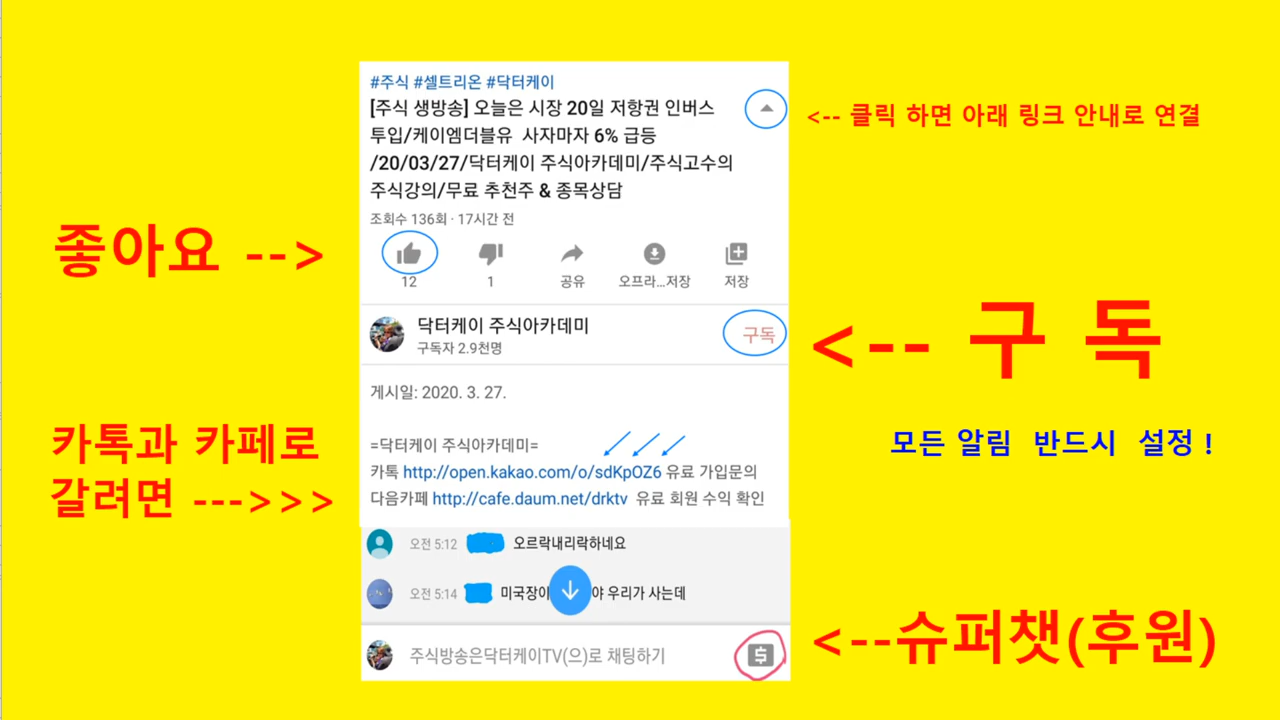 #주식 #셀트리온 #닥터케이
[주식 생방송] 오늘은 시장 20일 저항권 인버스
투입/케이엠더블유 사자마자 6% 급등
/20/03/27/닥터케이 주식아카데미/주식고수의
주식강의/무료 추천주 & 종목상담
조회수 136회 · 17시간 전
<-- 클릭 하면 아래 링크 안내로 연결
좋아요 -->
12
1
공유
오프라...저장
저장
닥터케이 주식아카데미
구독자 2.9천명
구독
<-- 구 독
게시일: 2020. 3. 27.
모든 알림 반드시 설정 !
카톡과 카페로
갈려면 --->>>
=닥터케이 주식아카데미=
카톡 http://open.kakao.com/o/sdKpOZ6 유료 가입문의
다음카페 http://cafe.daum.net/drktv 유료 회원 수익 확인
오전 5:12 오르락내리락하네요
오전 5:14 미국장이 야 우리가 사는데
주식방송은닥터케이TV(으)로 채팅하기
<--슈퍼챗(후원)